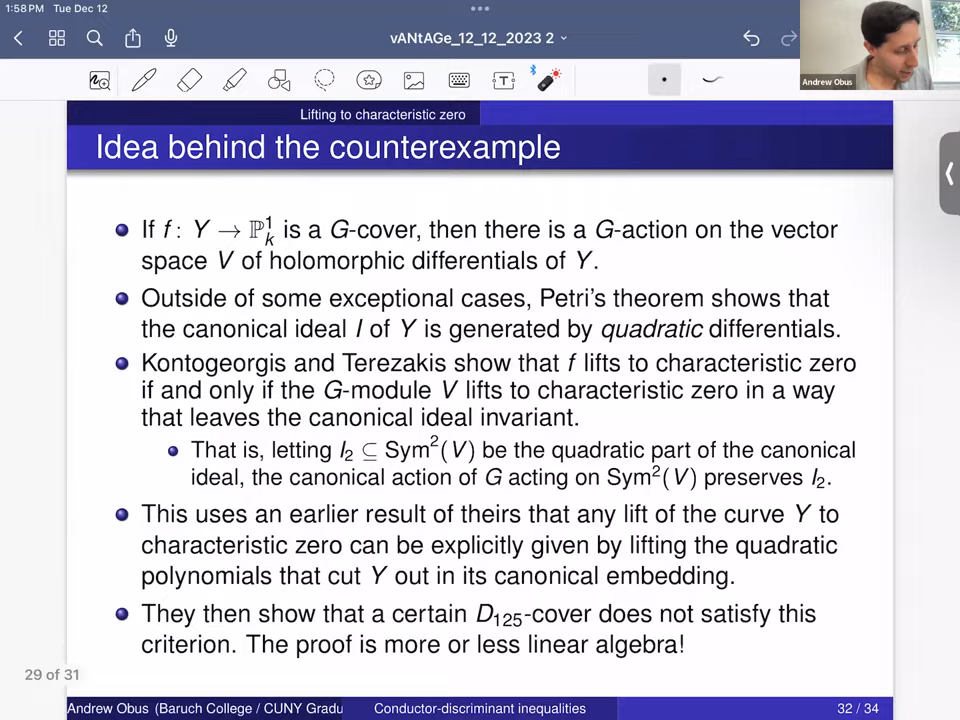 1:58 PM Tue Dec 12
vANtAGe_12_12_2023 2
Andrew Obus
Lifting to characteristic zero
Idea behind the counterexample
If f : Y → ℙ¹ₖ is a G-cover, then there is a G-action on the vector
space V of holomorphic differentials of Y.
Outside of some exceptional cases, Petri's theorem shows that
the canonical ideal I of Y is generated by quadratic differentials.
Kontogeorgis and Terezakis show that f lifts to characteristic zero
if and only if the G-module V lifts to characteristic zero in a way
that leaves the canonical ideal invariant.
That is, letting I₂ ⊆ Sym²(V) be the quadratic part of the canonical
ideal, the canonical action of G acting on Sym²(V) preserves I₂.
This uses an earlier result of theirs that any lift of the curve Y to
characteristic zero can be explicitly given by lifting the quadratic
polynomials that cut Y out in its canonical embedding.
They then show that a certain D₁₂₅-cover does not satisfy this
criterion. The proof is more or less linear algebra!
29 of 31
Andrew Obus (Baruch College / CUNY Gradu
Conductor-discriminant inequalities
32 / 34